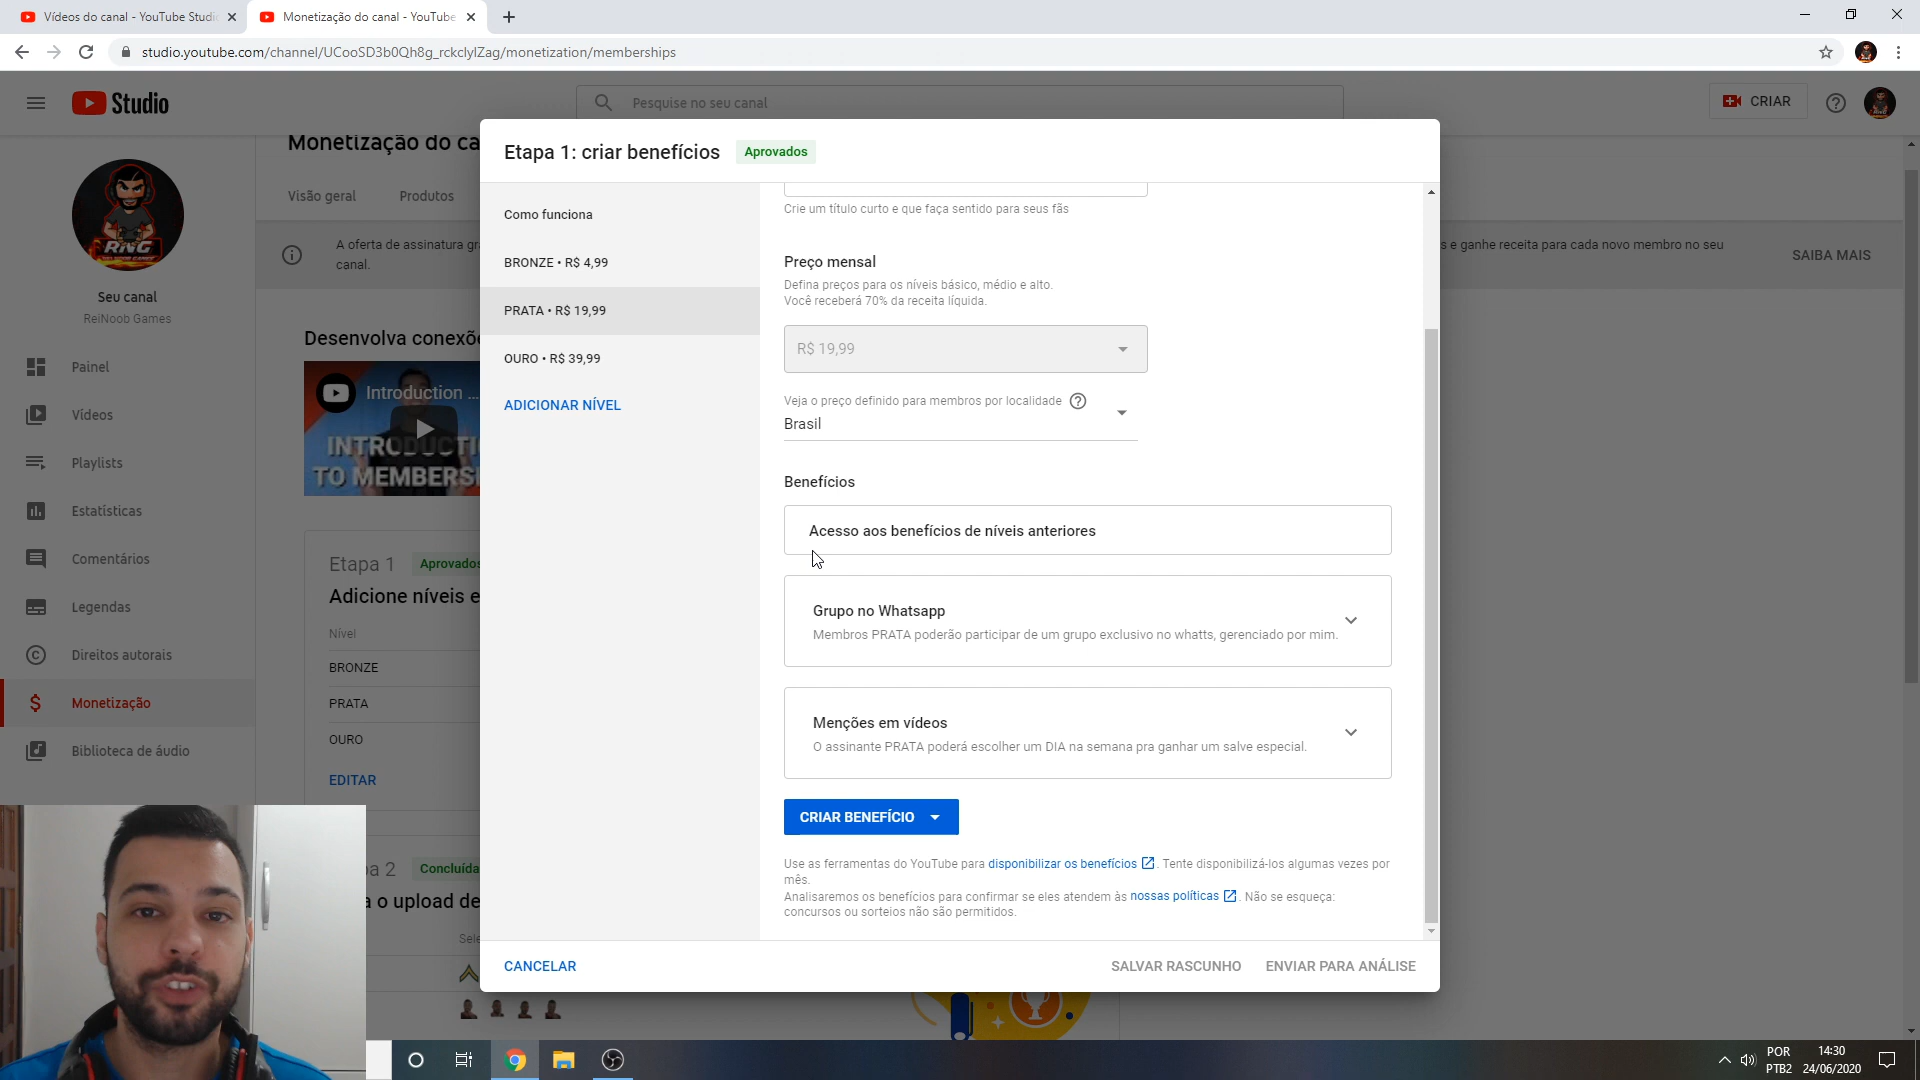 Vídeos do canal - YouTube Studi
Monetização do canal - YouTube
studio.youtube.com/channel/UCooSD3b0Qh8g_rckclyIZag/monetization/memberships
Studio
Pesquise no seu canal
CRIAR
Monetização do ca
Visão geral
Produtos
A oferta de assinatura gr
canal.
s e ganhe receita para cada novo membro no seu
SAIBA MAIS
RNG
Seu canal
ReiNoob Games
Painel
Vídeos
Playlists
Estatísticas
Comentários
Legendas
Direitos autorais
Monetização
Biblioteca de áudio
Desenvolva conexõe
Introduction ...
INTRODUCTI
TO MEMBERS
Etapa 1
Aprovados
Adicione níveis e
Nível
BRONZE
PRATA
OURO
EDITAR
pa 2
Concluída
a o upload de
Sele
Etapa 1: criar benefícios
Aprovados
Como funciona
BRONZE • R$ 4,99
PRATA • R$ 19,99
OURO • R$ 39,99
ADICIONAR NÍVEL
Crie um título curto e que faça sentido para seus fãs
Preço mensal
Defina preços para os níveis básico, médio e alto.
Você receberá 70% da receita líquida.
R$ 19,99
Veja o preço definido para membros por localidade
Brasil
Benefícios
Acesso aos benefícios de níveis anteriores
Grupo no Whatsapp
Membros PRATA poderão participar de um grupo exclusivo no whatts, gerenciado por mim.
Menções em vídeos
O assinante PRATA poderá escolher um DIA na semana pra ganhar um salve especial.
CRIAR BENEFÍCIO
Use as ferramentas do YouTube para disponibilizar os benefícios. Tente disponibilizá-los algumas vezes por
mês.
Analisaremos os benefícios para confirmar se eles atendem às nossas políticas. Não se esqueça:
concursos ou sorteios não são permitidos.
CANCELAR
SALVAR RASCUNHO
ENVIAR PARA ANÁLISE
POR
PTB2
14:30
24/06/2020